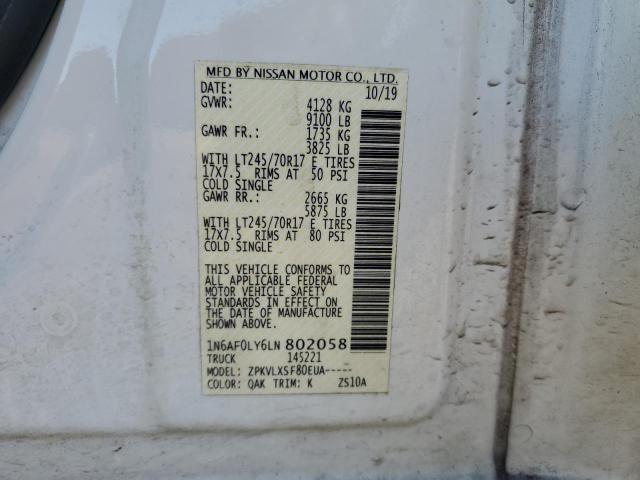 MFD BY NISSAN MOTOR CO., LTD.
DATE: 10/19
GVWR: 4128 KG
9100 LB
GAWR FR.: 1735 KG
3825 LB
WITH LT245/70R17 E TIRES
17X7.5 RIMS AT 50 PSI
COLD SINGLE
GAWR RR.: 2665 KG
5875 LB
WITH LT245/70R17 E TIRES
17X7.5 RIMS AT 80 PSI
COLD SINGLE
THIS VEHICLE CONFORMS TO
ALL APPLICABLE FEDERAL
MOTOR VEHICLE SAFETY
STANDARDS IN EFFECT ON
THE DATE OF MANUFACTURE
SHOWN ABOVE.
1N6AF0LY6LN 802058
TRUCK 145221
MODEL: ZPKVLXSF80EUA-----
COLOR: QAK TRIM: K ZS10A